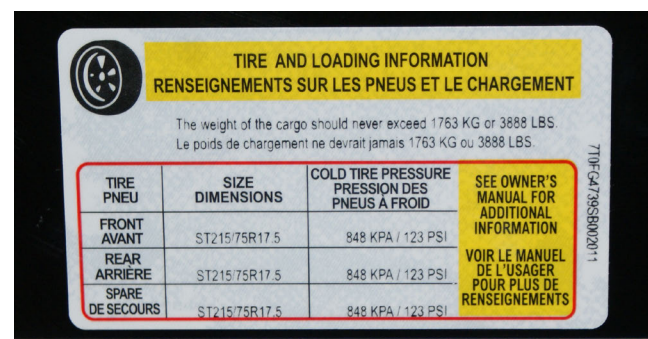 TIRE AND LOADING INFORMATION
RENSEIGNEMENTS SUR LES PNEUS ET LE CHARGEMENT
The weight of the cargo should never exceed 1763 KG or 3888 LBS.
Le poids de chargement ne devrait jamais 1763 KG ou 3888 LBS.
TIRE
PNEU
SIZE
DIMENSIONS
COLD TIRE PRESSURE
PRESSION DES
PNEUS À FROID
FRONT
AVANT
ST215/75R17.5
848 KPA / 123 PSI
REAR
ARRIÈRE
ST215/75R17.5
848 KPA / 123 PSI
SPARE
DE SECOURS
ST215/75R17.5
848 KPA / 123 PSI
SEE OWNER'S
MANUAL FOR
ADDITIONAL
INFORMATION
VOIR LE MANUEL
DE L'USAGER
POUR PLUS DE
RENSEIGNEMENTS
7T0FG4739SB002011